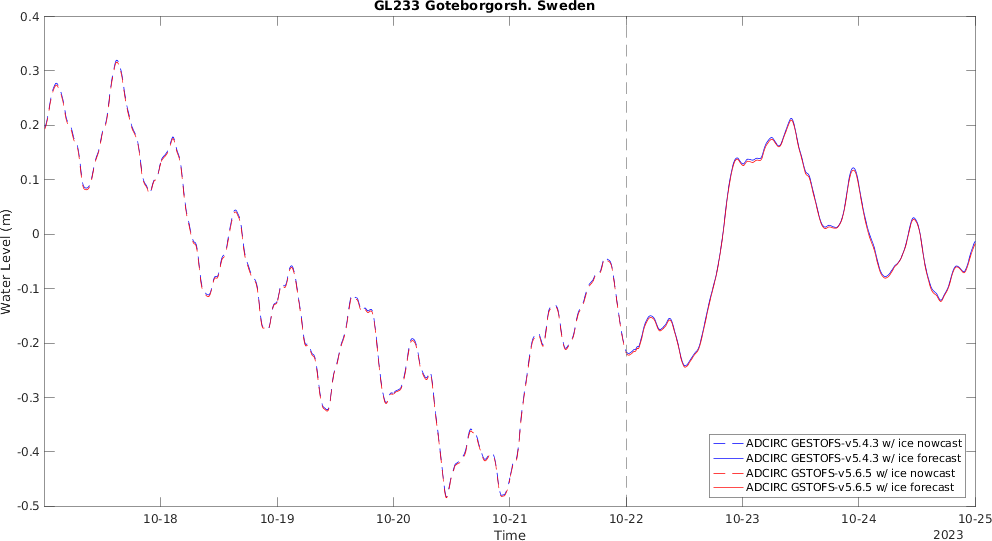 GL233 Goteborgorsh. Sweden
0.4
0.3
0.2
0.1
0
-0.1
-0.2
-0.3
-0.4
-0.5
Water Level (m)
ADCIRC GESTOFS-v5.4.3 w/ ice nowcast
ADCIRC GESTOFS-v5.4.3 w/ ice forecast
ADCIRC GSTOFS-v5.6.5 w/ ice nowcast
ADCIRC GSTOFS-v5.6.5 w/ ice forecast
10-18 10-19 10-20 10-21 10-22 10-23 10-24 10-25
Time
2023